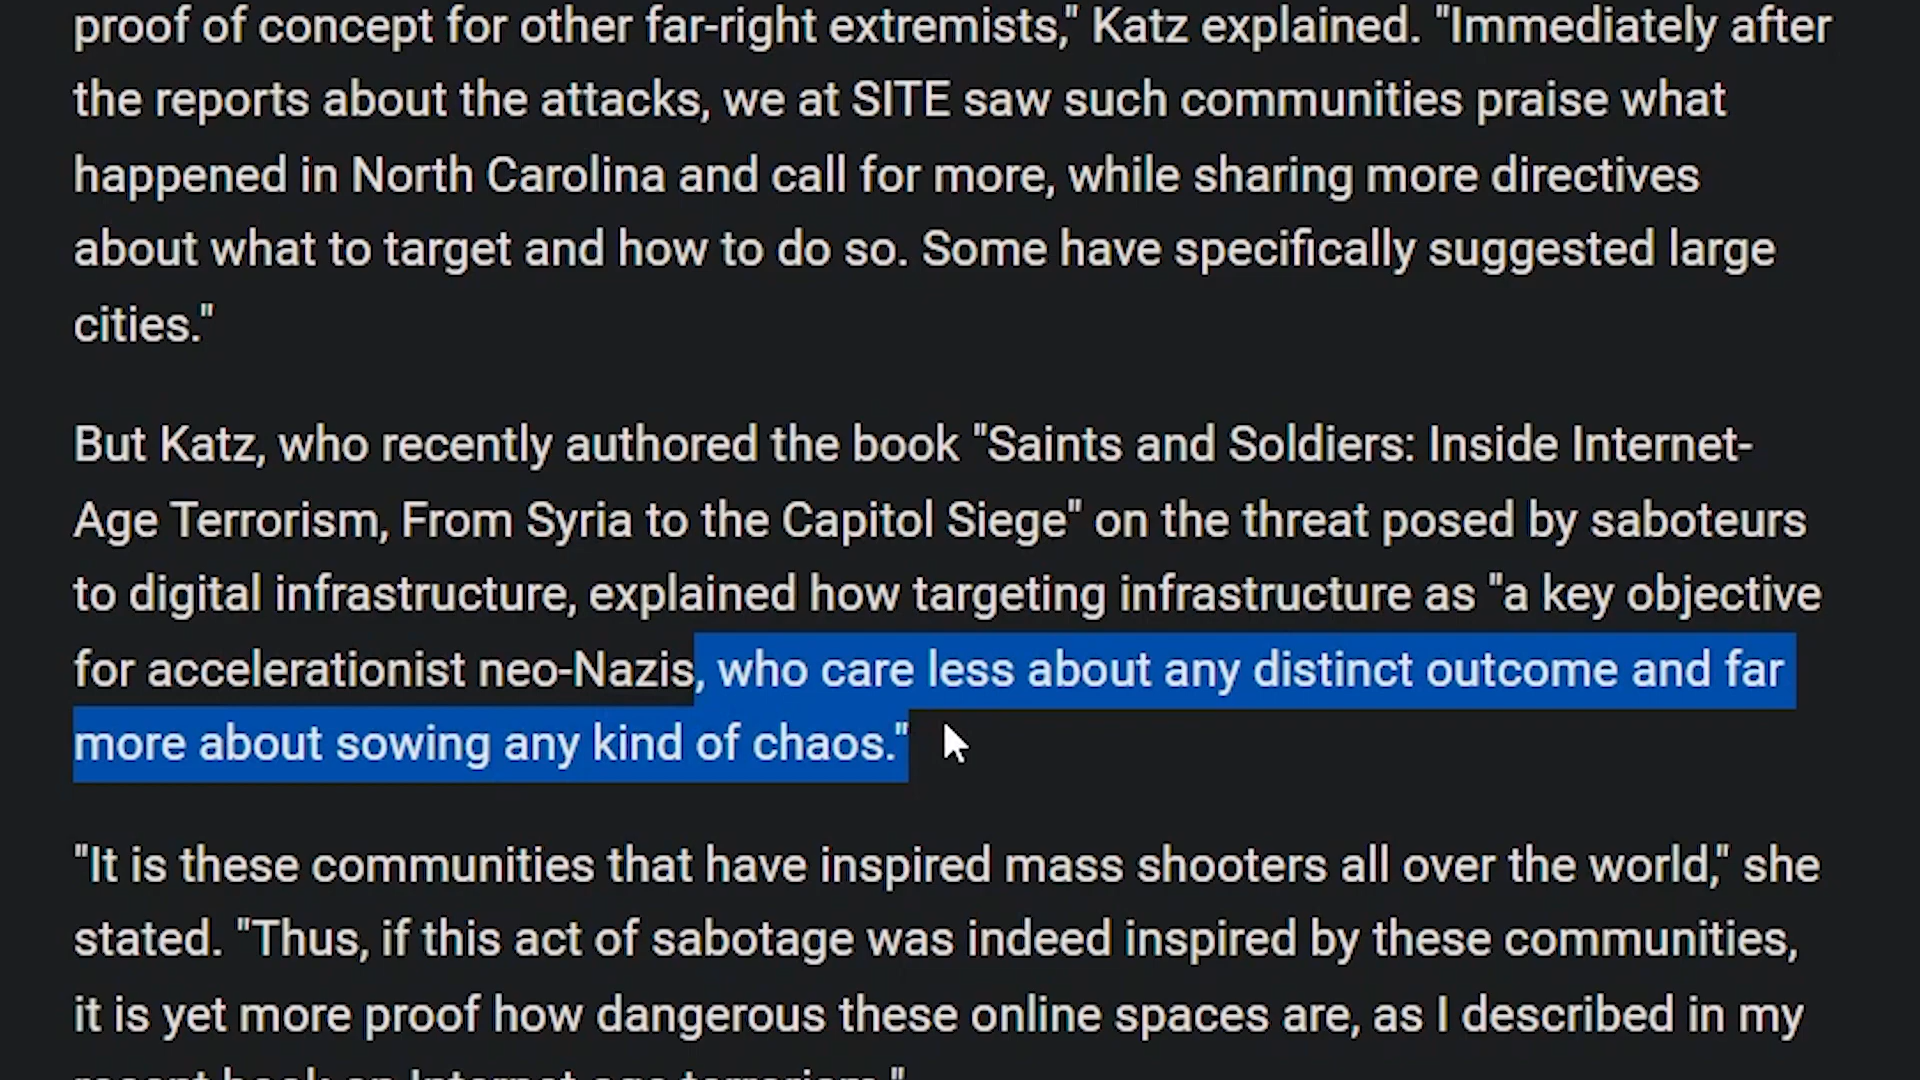 proof of concept for other far-right extremists," Katz explained. "Immediately after
the reports about the attacks, we at SITE saw such communities praise what
happened in North Carolina and call for more, while sharing more directives
about what to target and how to do so. Some have specifically suggested large
cities."
But Katz, who recently authored the book "Saints and Soldiers: Inside Internet-
Age Terrorism, From Syria to the Capitol Siege" on the threat posed by saboteurs
to digital infrastructure, explained how targeting infrastructure as "a key objective
for accelerationist neo-Nazis, who care less about any distinct outcome and far
more about sowing any kind of chaos."
"It is these communities that have inspired mass shooters all over the world," she
stated. "Thus, if this act of sabotage was indeed inspired by these communities,
it is yet more proof how dangerous these online spaces are, as I described in my